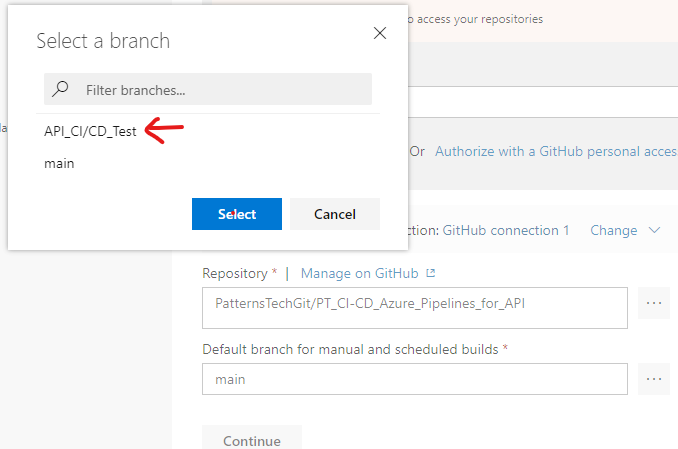 Select a branch
Filter branches...
API_CI/CD_Test
main
Select Cancel
to access your repositories
Or Authorize with a GitHub personal acces
ction: GitHub connection 1 Change
Repository * | Manage on GitHub
PatternsTechGit/PT_CI-CD_Azure_Pipelines_for_API
...
Default branch for manual and scheduled builds *
main
...
Continue